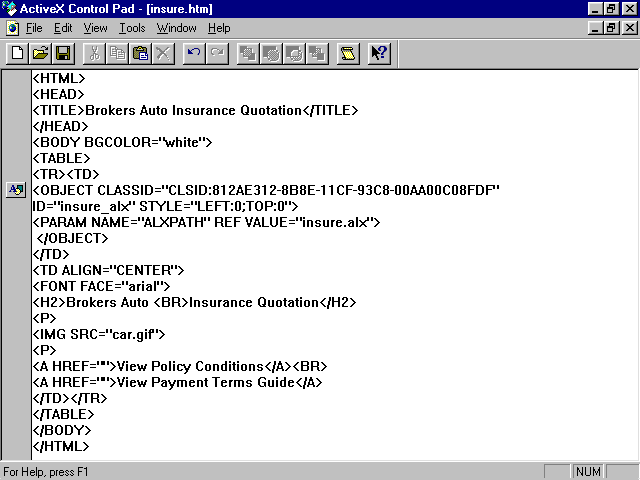 ActiveX Control Pad - [insure.htm]
File Edit View Tools Window Help
<HTML>
<HEAD>
<TITLE>Brokers Auto Insurance Quotation</TITLE>
</HEAD>
<BODY BGCOLOR="white">
<TABLE>
<TR><TD>
<OBJECT CLASSID="CLSID:812AE312-8B8E-11CF-93C8-00AA00C08FDF"
ID="insure_alx" STYLE="LEFT:0;TOP:0">
<PARAM NAME="ALXPATH" REF VALUE="insure.alx">
</OBJECT>
</TD>
<TD ALIGN="CENTER">
<FONT FACE="arial">
<H2>Brokers Auto <BR>Insurance Quotation</H2>
<P>
<IMG SRC="car.gif">
<P>
<A HREF="">View Policy Conditions</A><BR>
<A HREF="">View Payment Terms Guide</A>
</TD></TR>
</TABLE>
</BODY>
</HTML>
For Help, press F1
NUM